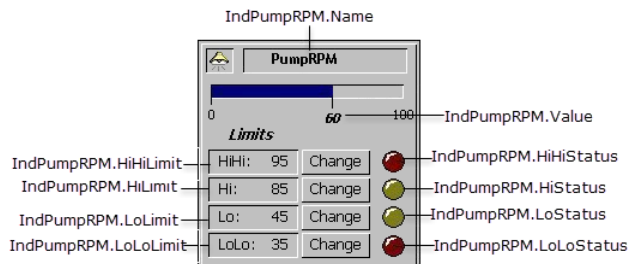 IndPumpRPM.Name
PumpRPM
0 60 100
IndPumpRPM.Value
Limits
IndPumpRPM.HiHiLimit HiHi: 95 Change IndPumpRPM.HiHiStatus
IndPumpRPM.HiLimit Hi: 85 Change IndPumpRPM.HiStatus
IndPumpRPM.LoLimit Lo: 45 Change IndPumpRPM.LoStatus
IndPumpRPM.LoLoLimit LoLo: 35 Change IndPumpRPM.LoLoStatus